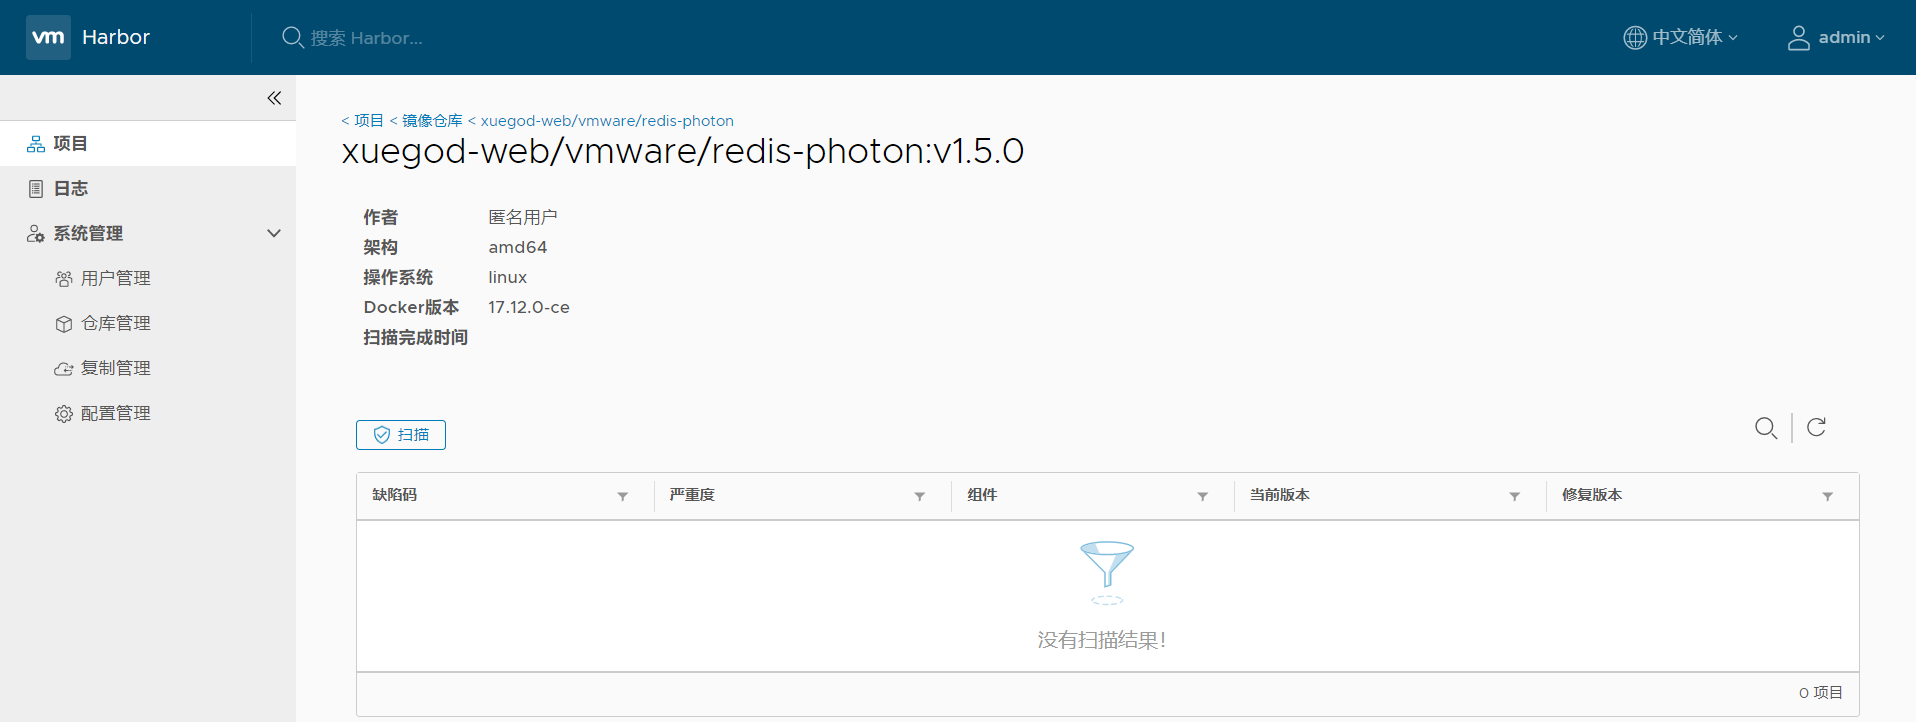 vm Harbor 搜索 Harbor... 中文简体 admin
项目
日志
系统管理
用户管理
仓库管理
复制管理
配置管理
< 项目 < 镜像仓库 < xuegod-web/vmware/redis-photon
xuegod-web/vmware/redis-photon:v1.5.0
作者 匿名用户
架构 amd64
操作系统 linux
Docker版本 17.12.0-ce
扫描完成时间
扫描
缺陷码 严重度 组件 当前版本 修复版本
没有扫描结果!
0 项目